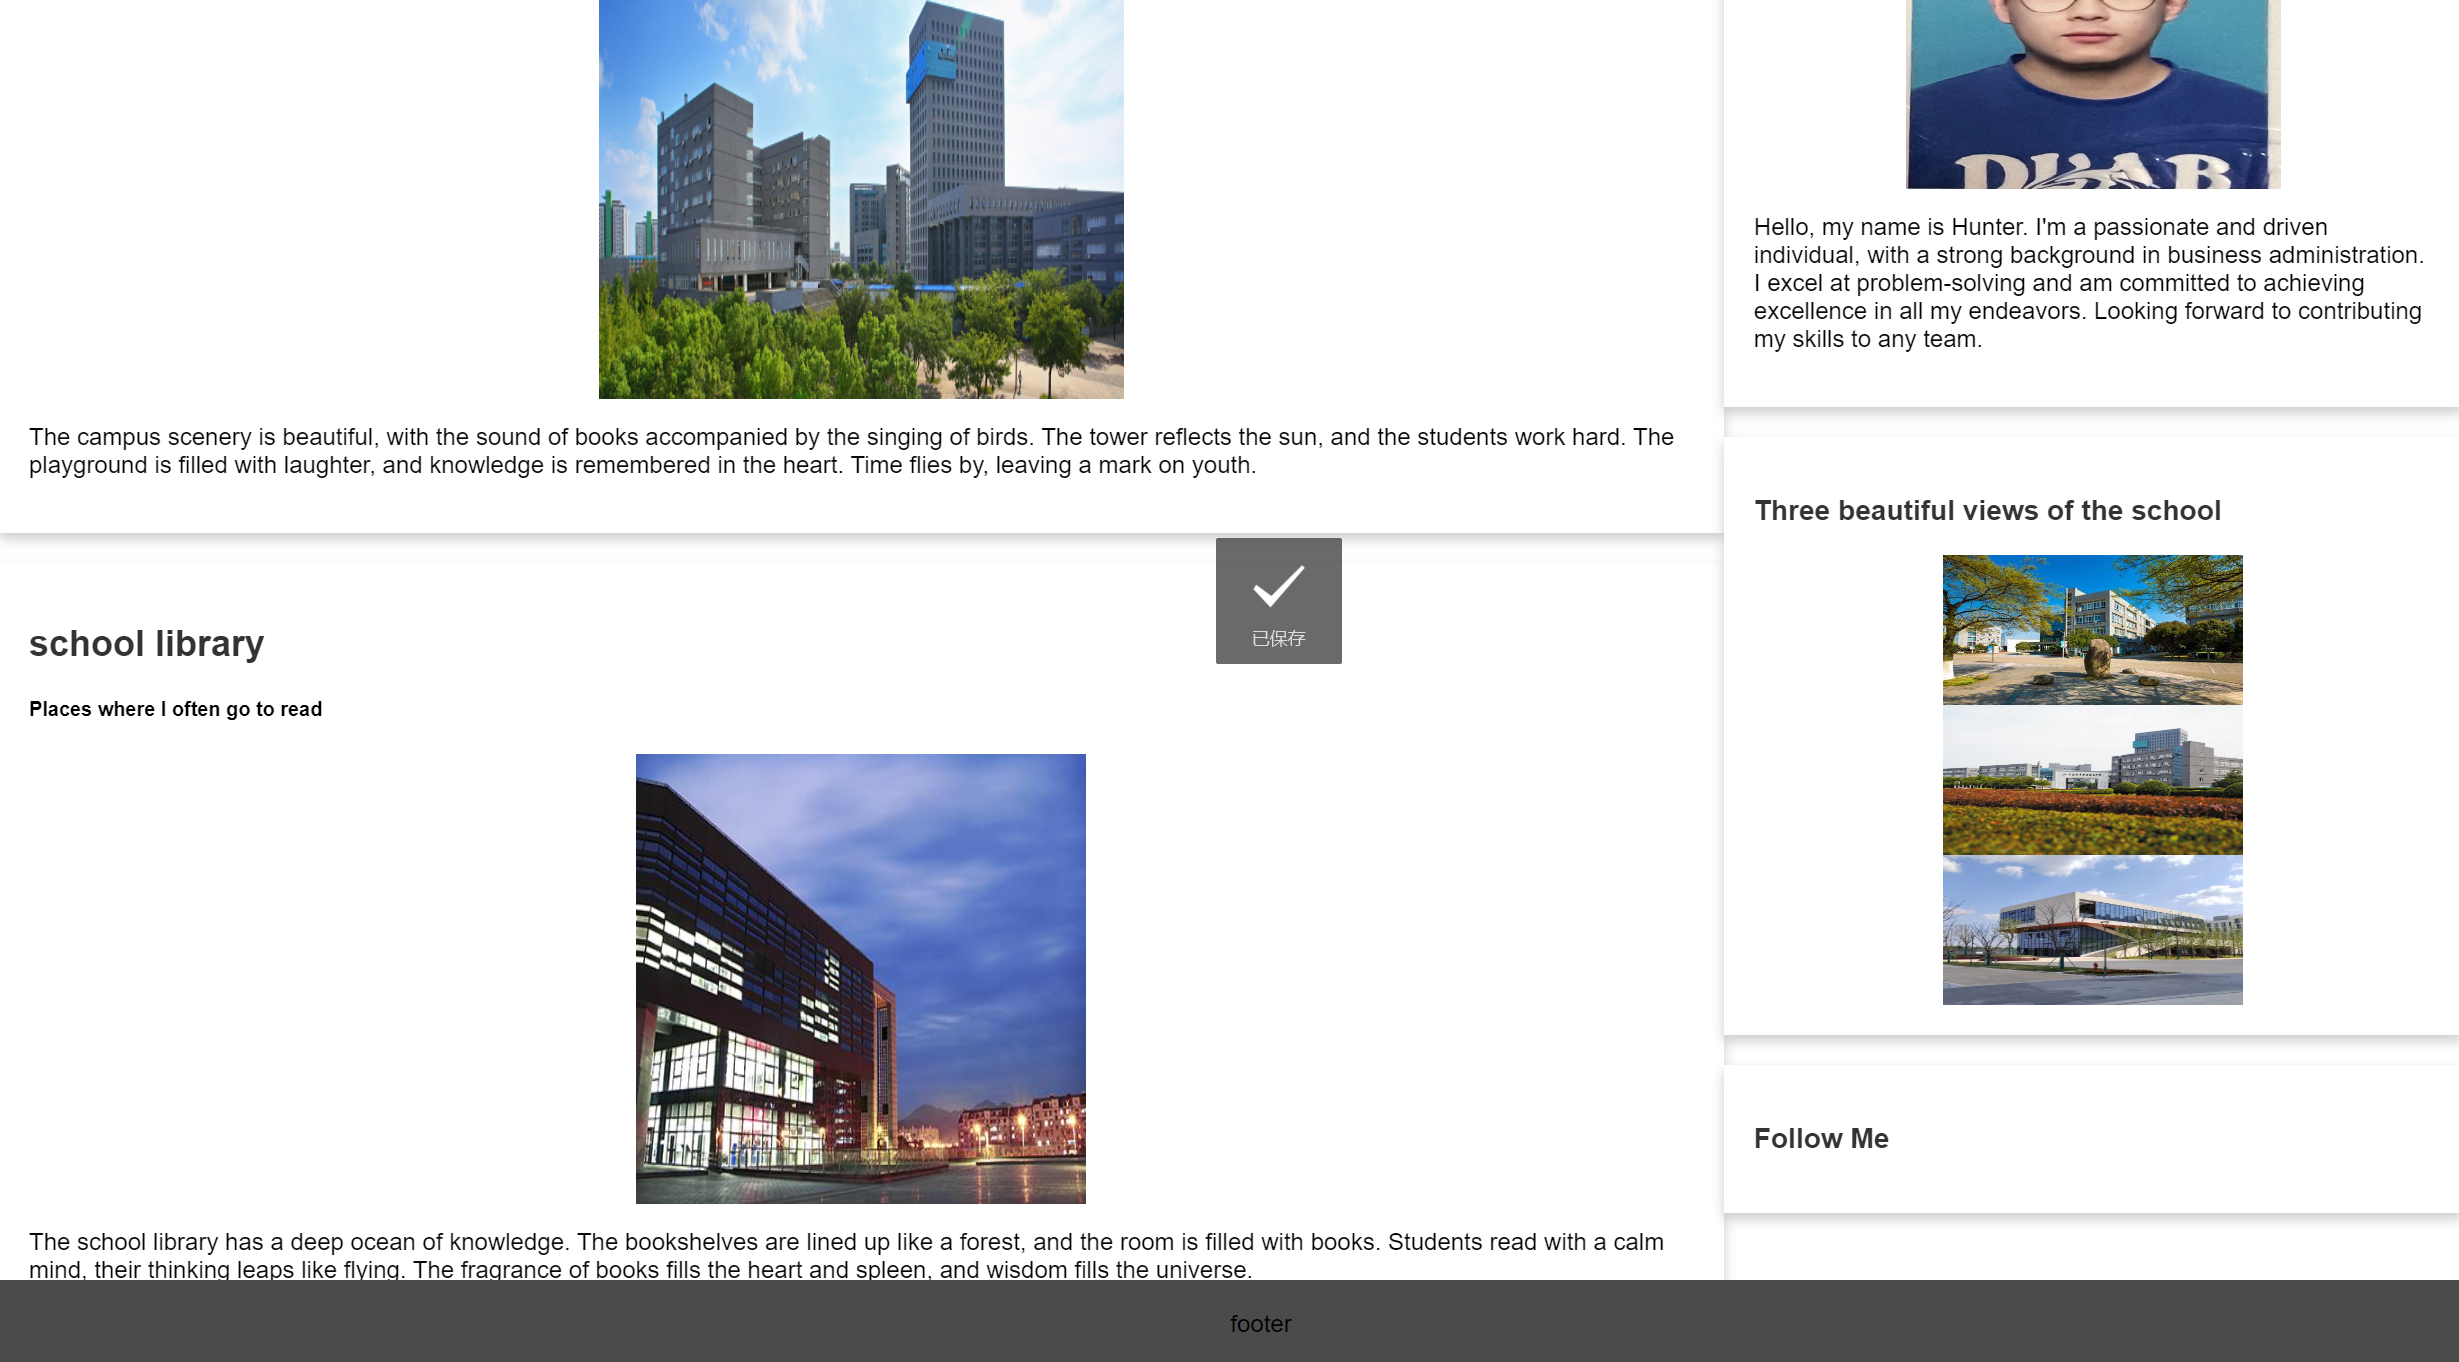 The campus scenery is beautiful, with the sound of books accompanied by the singing of birds. The tower reflects the sun, and the students work hard. The
playground is filled with laughter, and knowledge is remembered in the heart. Time flies by, leaving a mark on youth.
school library
Places where I often go to read
The school library has a deep ocean of knowledge. The bookshelves are lined up like a forest, and the room is filled with books. Students read with a calm
mind, their thinking leaps like flying. The fragrance of books fills the heart and spleen, and wisdom fills the universe.
已保存
Hello, my name is Hunter. I'm a passionate and driven
individual, with a strong background in business administration.
I excel at problem-solving and am committed to achieving
excellence in all my endeavors. Looking forward to contributing
my skills to any team.
Three beautiful views of the school
Follow Me
footer